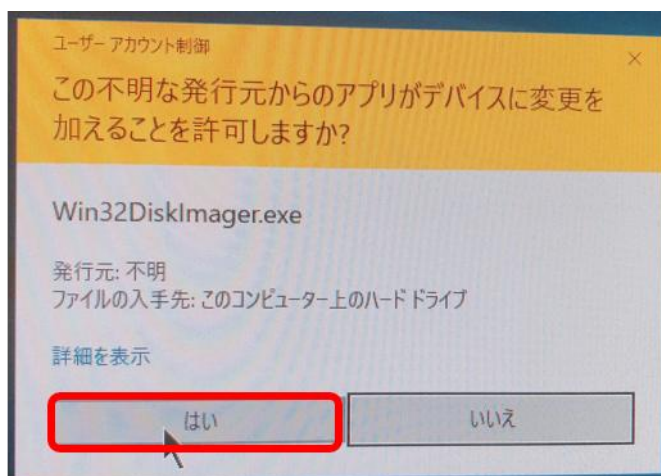 ユーザー アカウント制御
この不明な発行元からのアプリがデバイスに変更を
加えることを許可しますか?
Win32DiskImager.exe
発行元: 不明
ファイルの入手先: このコンピューター上のハード ドライブ
詳細を表示
はい
いいえ